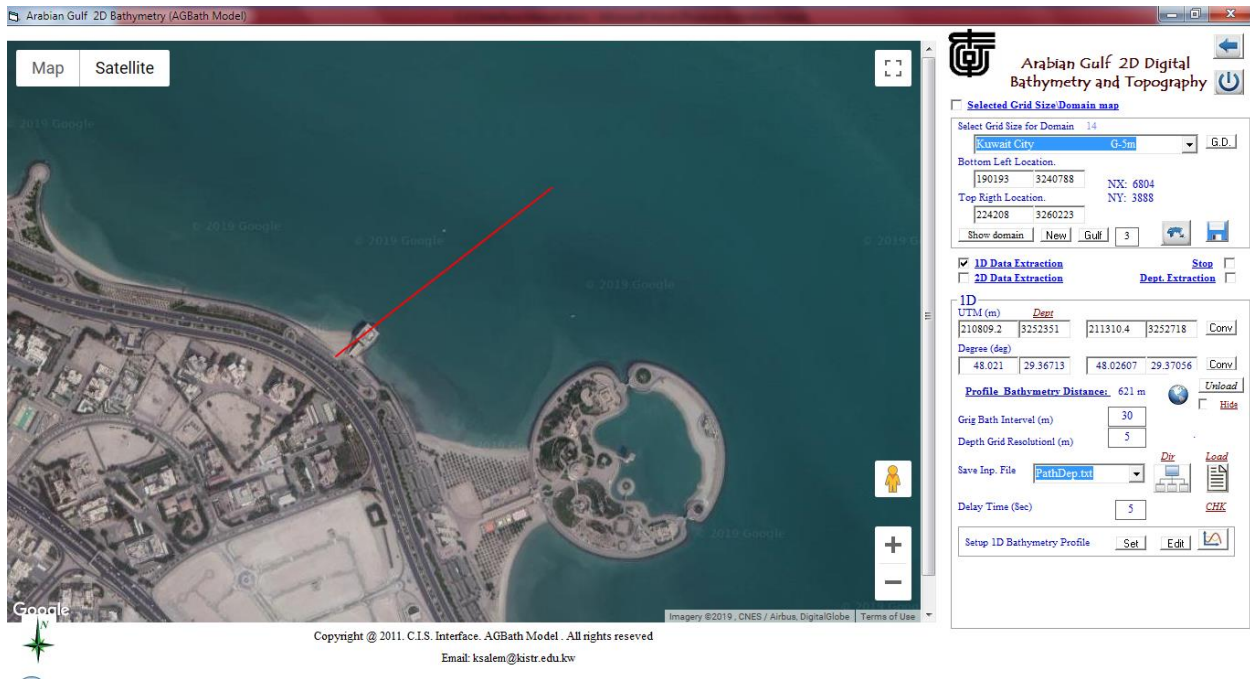 Arabian Gulf 2D Bathymetry (AGBath Model)
Map Satellite
© 2019 Google
© 2019 Google
© 2019 Google
© 2019 Google
Google
Imagery ©2019 , CNES / Airbus, DigitalGlobe Terms of Use
N
Copyright @ 2011. C.I.S. Interface. AGBath Model . All rights reseved
Email: ksalem@kistr.edu.kw
Arabian Gulf 2D Digital
Bathymetry and Topography
Selected Grid Size\Domain map
Select Grid Size for Domain 14
Kuwait City G-5m G.D.
Bottom Left Location.
190193 3240788 NX: 6804
Top Rigth Location. NY: 3888
224208 3260223
Show domain New Gulf 3
1D Data Extraction Stop
2D Data Extraction Dept. Extraction
1D
UTM (m) Dept
210809.2 3252351 211310.4 3252718 Conv
Degree (deg)
48.021 29.36713 48.02607 29.37056 Conv
Profile Bathymetry Distance: 621 m Unload
Hide
Grig Bath Interval (m) 30
Depth Grid Resolutionl (m) 5
Dir Load
Save Inp. File PathDep.txt
Delay Time (Sec) 5 CHK
Setup 1D Bathymetry Profile Set Edit